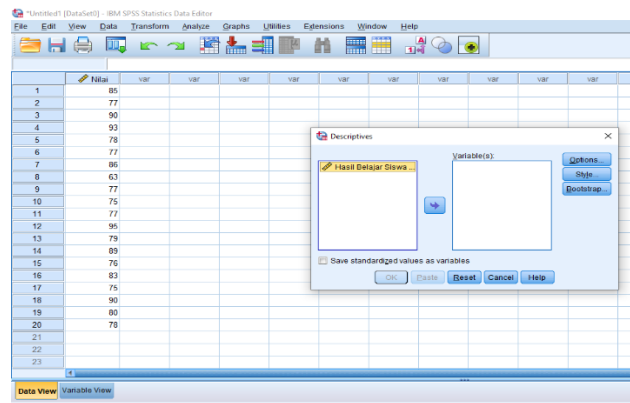 *Untitled1 [DataSet0] - IBM SPSS Statistics Data Editor
File Edit View Data Transform Analyze Graphs Utilities Extensions Window Help
Nilai var var var var var var var var var
1 85
2 77
3 90
4 93
5 78
6 77
7 86
8 63
9 77
10 75
11 77
12 95
13 79
14 89
15 76
16 83
17 75
18 90
19 80
20 78
21
22
23
Descriptives
Variable(s):
Hasil Belajar Siswa ...
Options...
Style...
Bootstrap...
Save standardized values as variables
OK Paste Reset Cancel Help
Data View Variable View